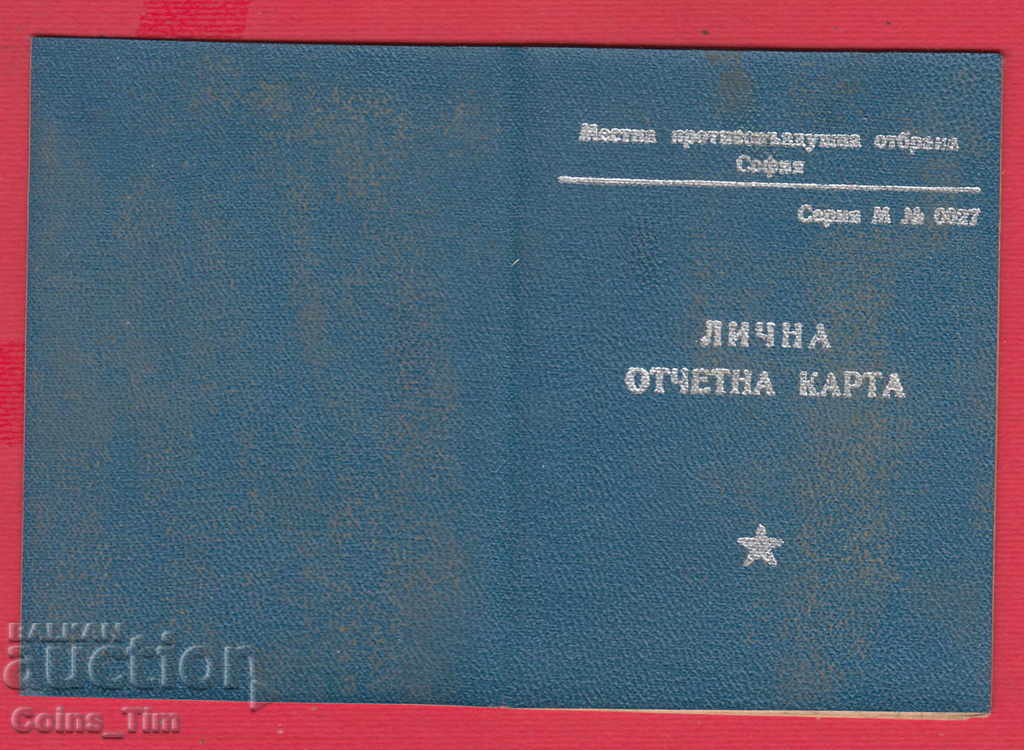 Местна противовъздушна отбрана
София
Серия М № 0027
ЛИЧНА
ОТЧЕТНА КАРТА
BALKAN
auction
Coins_Tim